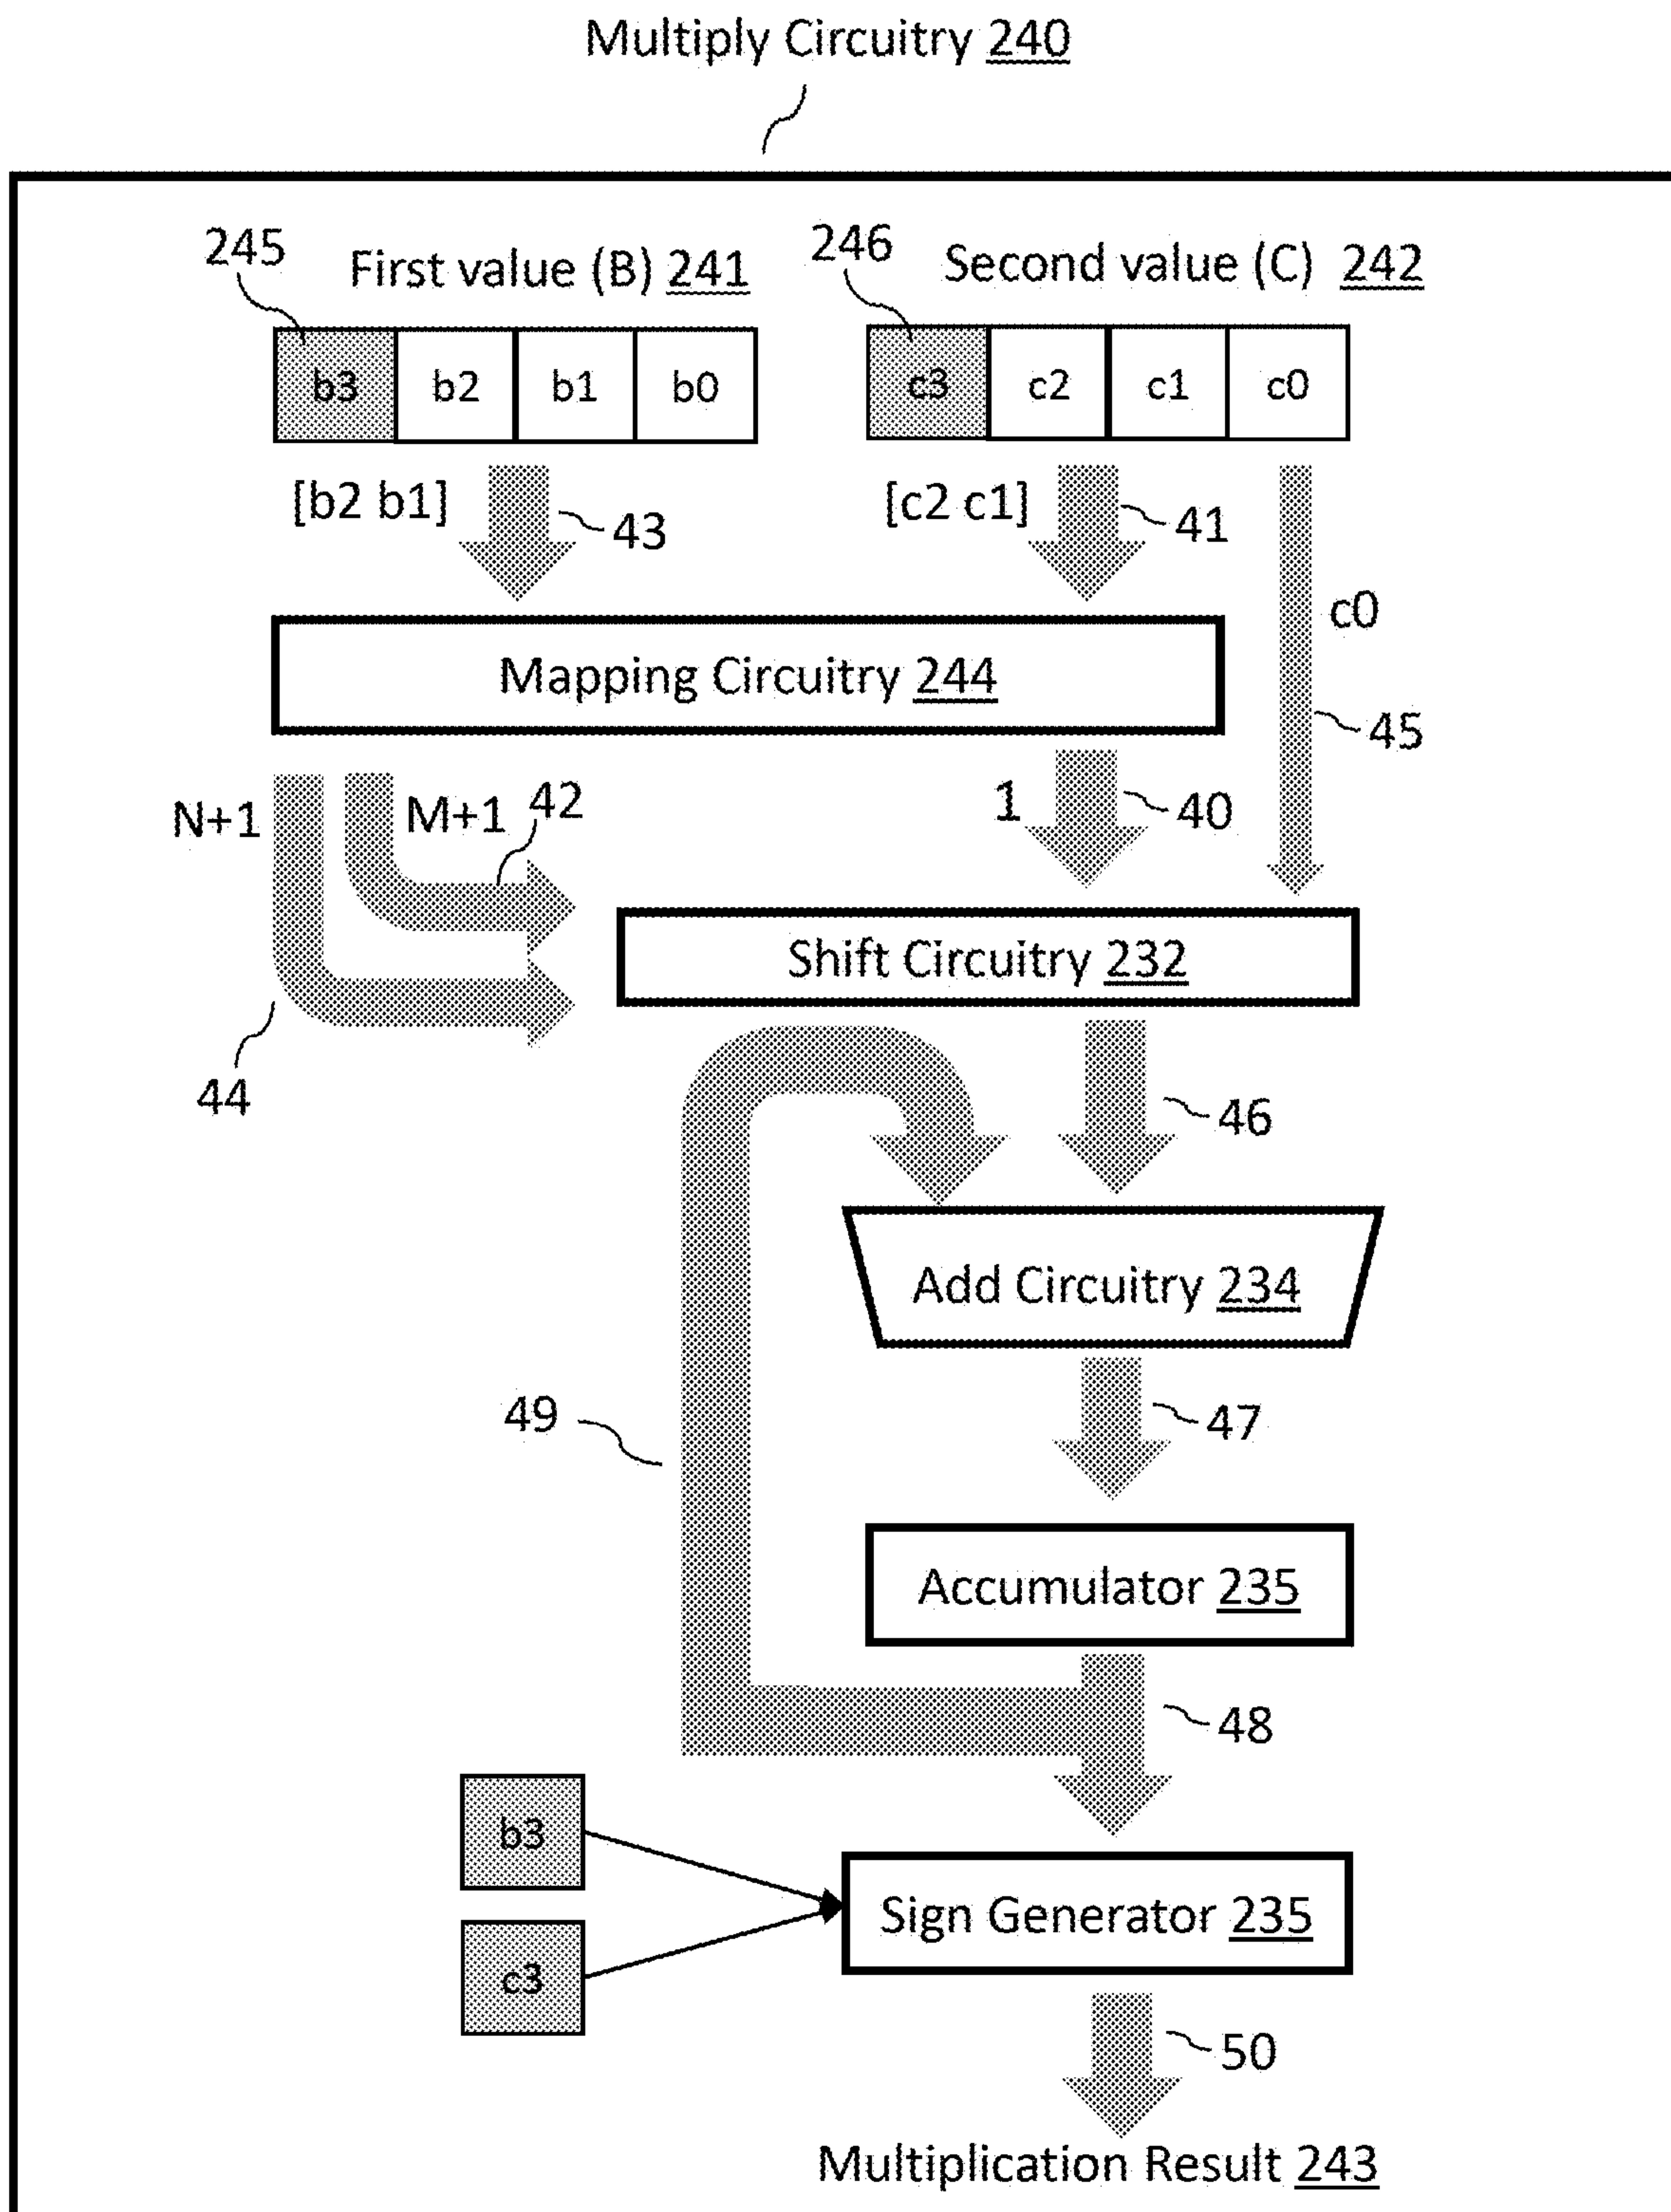 Multiply Circuitry 240
245 First value (B) 241 246 Second value (C) 242
b3 b2 b1 b0 c3 c2 c1 c0
[b2 b1] 43 [c2 c1] 41
c0
Mapping Circuitry 244
45
N+1 M+1 42 1 40
Shift Circuitry 232
44
46
Add Circuitry 234
49
47
Accumulator 235
48
b3
Sign Generator 235
c3
50
Multiplication Result 243